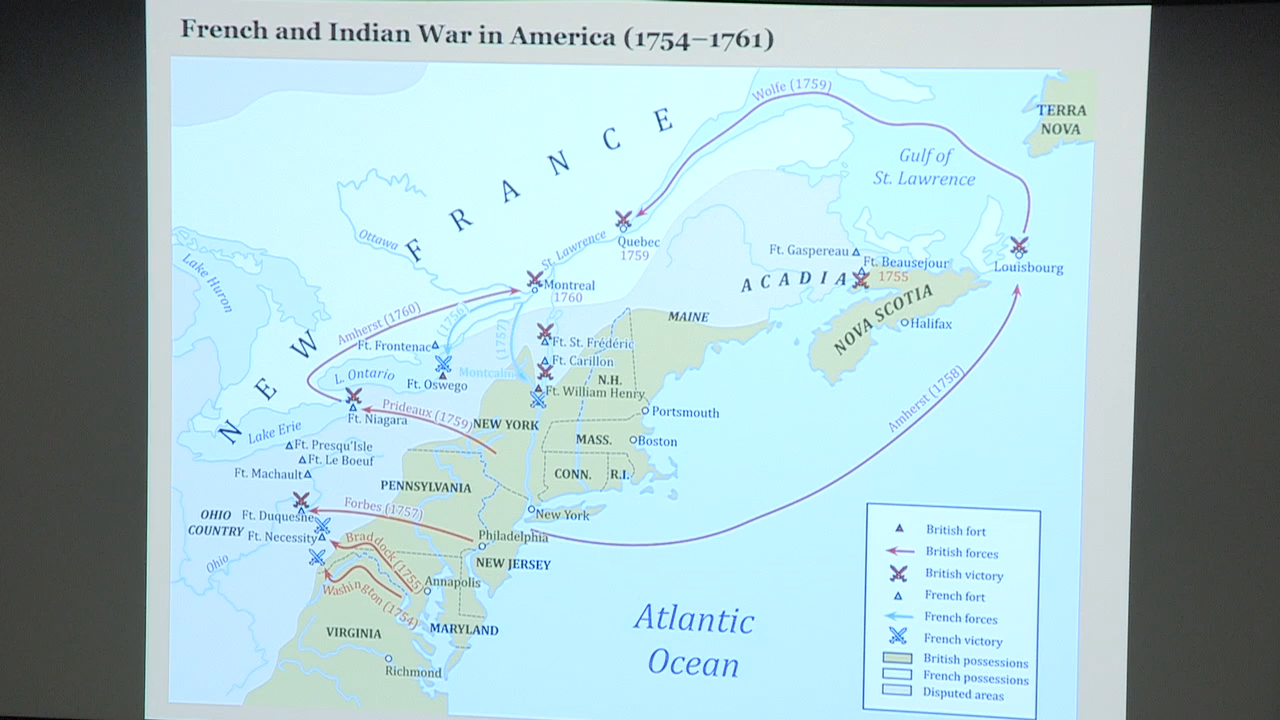 French and Indian War in America (1754–1761)
Wolfe (1759)
TERRA
NOVA
Gulf of
St. Lawrence
NEW FRANCE
Ottawa
St. Lawrence
Quebec
1759
Ft. Gaspereau
Ft. Beausejour
1755
ACADIA
Louisbourg
Lake Huron
Montreal
1760
NOVA SCOTIA
Halifax
MAINE
Amherst (1760)
(1756)
(1757)
Ft. Frontenac
Ft. St. Frédéric
Ft. Carillon
L. Ontario
Ft. Oswego
Montcalm
N.H.
Ft. William Henry
Amherst (1758)
Prideaux (1759)
Ft. Niagara
NEW YORK
Portsmouth
Lake Erie
Ft. Presqu'Isle
Ft. Le Boeuf
Ft. Machault
MASS.
Boston
CONN.
R.I.
PENNSYLVANIA
Forbes (1757)
New York
OHIO
COUNTRY
Ft. Duquesne
Ft. Necessity
Philadelphia
Ohio
Braddock (1755)
NEW JERSEY
Washington (1754)
Annapolis
VIRGINIA
MARYLAND
Richmond
Atlantic
Ocean
British fort
British forces
British victory
French fort
French forces
French victory
British possessions
French possessions
Disputed areas